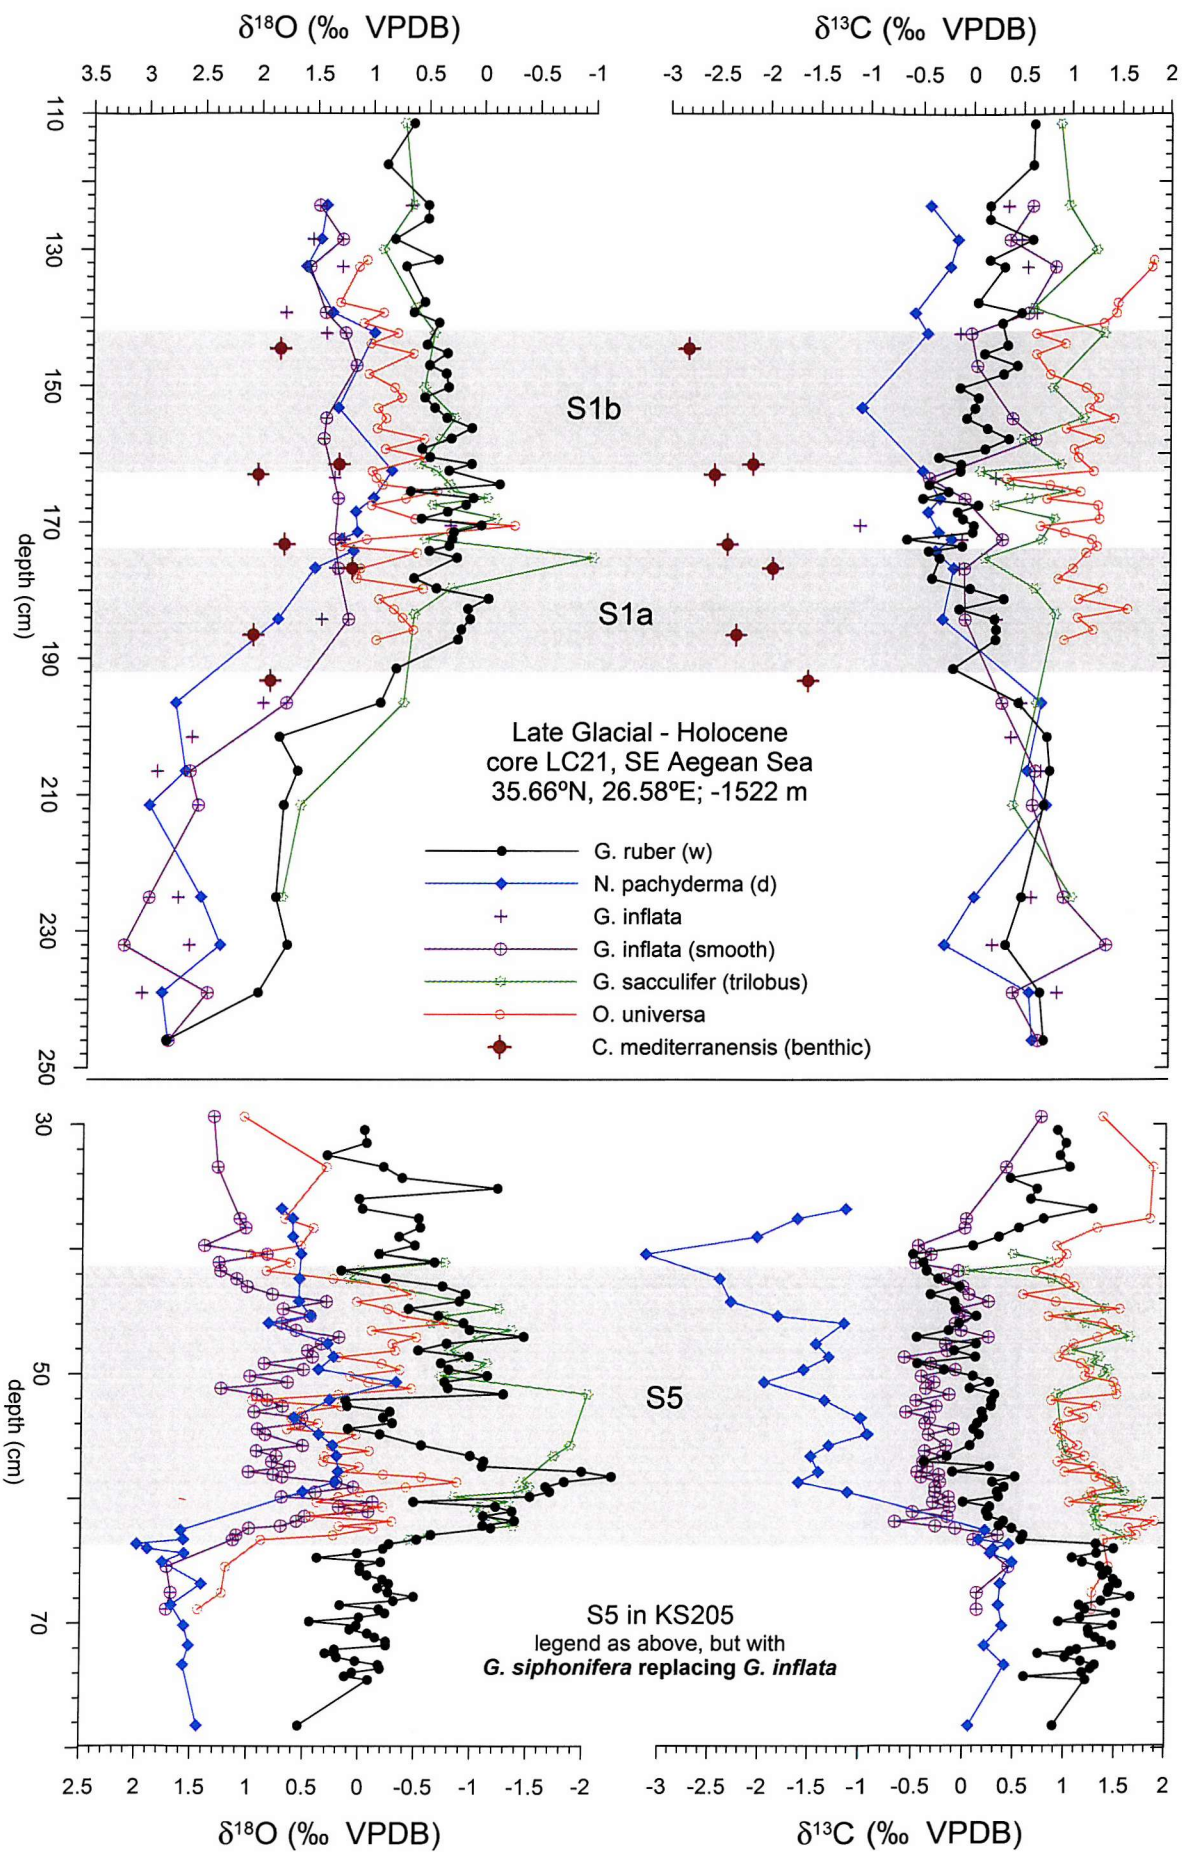 δ18O (‰ VPDB)
δ13C (‰ VPDB)
3.5 3 2.5 2 1.5 1 0.5 0 -0.5 -1
-3 -2.5 -2 -1.5 -1 -0.5 0 0.5 1 1.5 2
110
130
150
170
190
210
230
250
depth (cm)
S1b
S1a
Late Glacial - Holocene
core LC21, SE Aegean Sea
35.66ºN, 26.58ºE; -1522 m
G. ruber (w)
N. pachyderma (d)
G. inflata
G. inflata (smooth)
G. sacculifer (trilobus)
O. universa
C. mediterranensis (benthic)
30
50
70
depth (cm)
S5
S5 in KS205
legend as above, but with
G. siphonifera replacing G. inflata
2.5 2 1.5 1 0.5 0 -0.5 -1 -1.5 -2
-3 -2.5 -2 -1.5 -1 -0.5 0 0.5 1 1.5 2
δ18O (‰ VPDB)
δ13C (‰ VPDB)